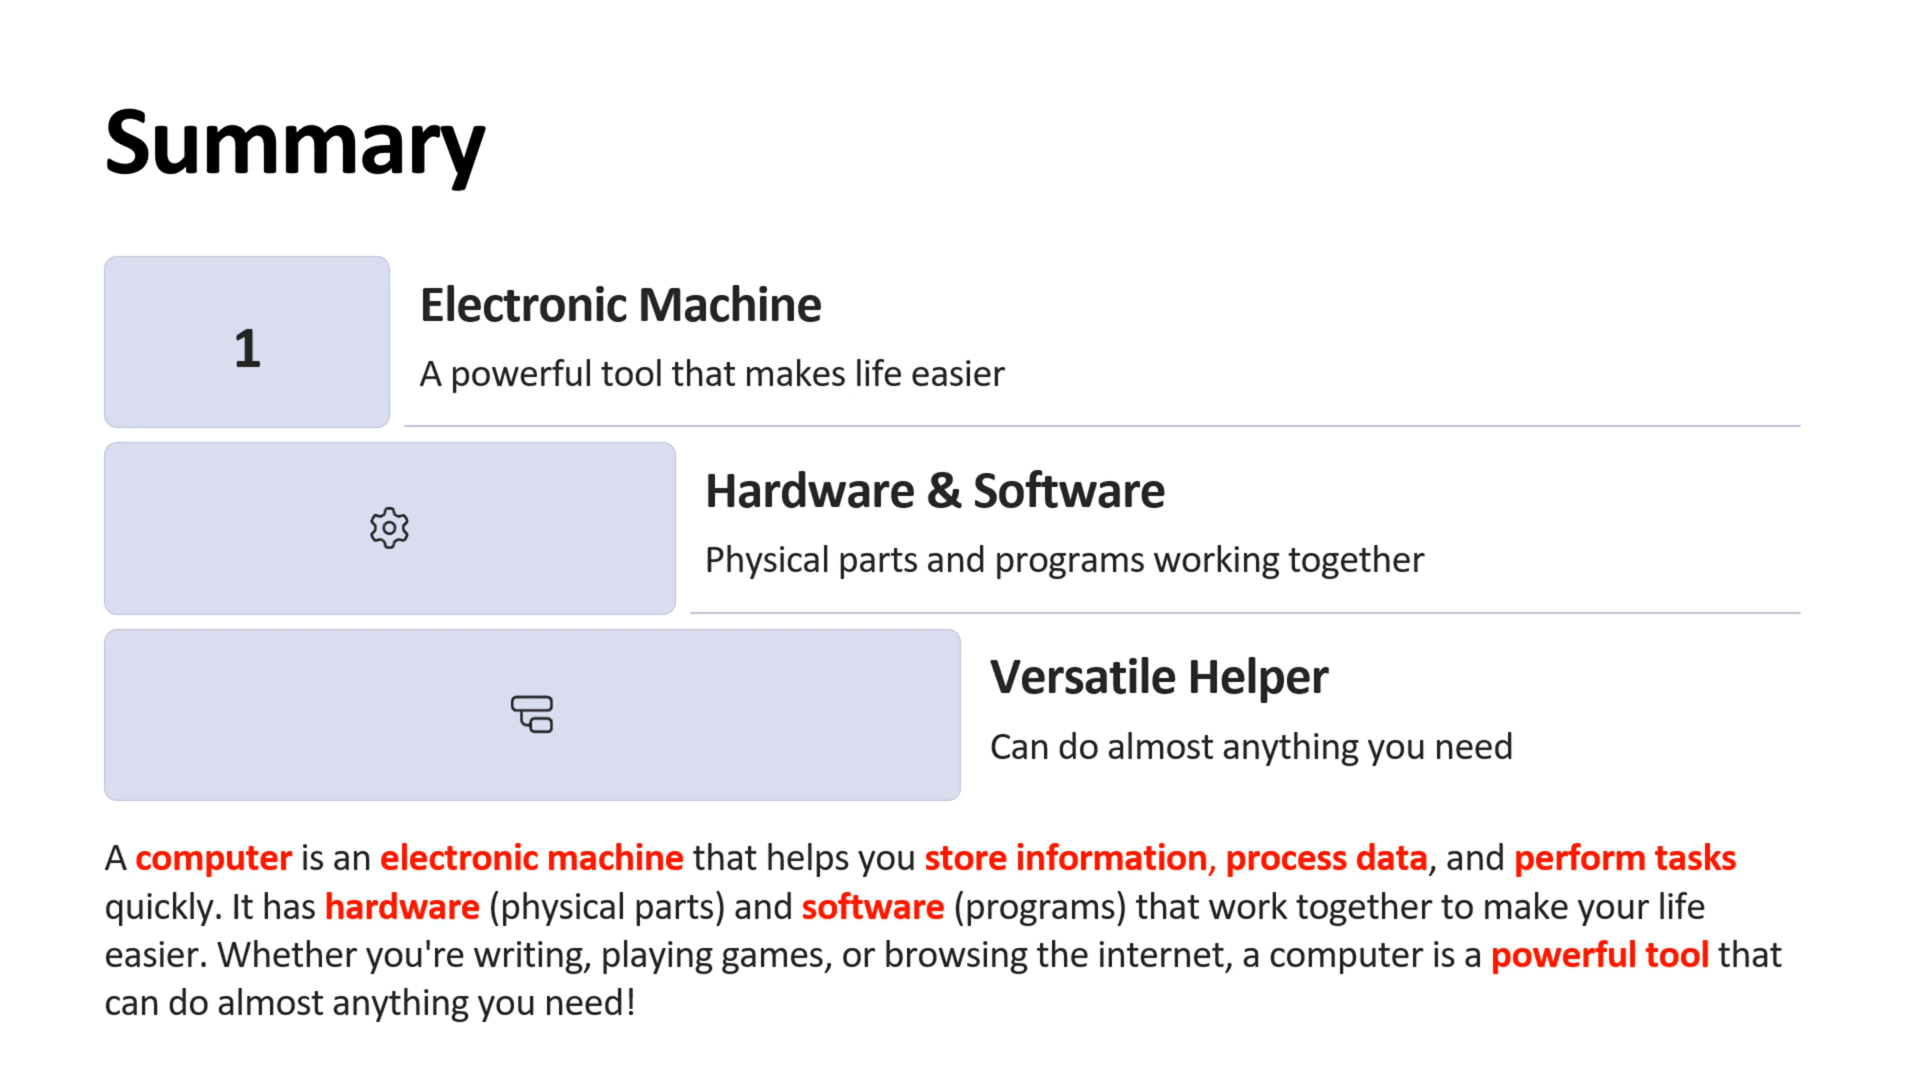 Summary
1
Electronic Machine
A powerful tool that makes life easier
Hardware & Software
Physical parts and programs working together
Versatile Helper
Can do almost anything you need
A computer is an electronic machine that helps you store information, process data, and perform tasks
quickly. It has hardware (physical parts) and software (programs) that work together to make your life
easier. Whether you're writing, playing games, or browsing the internet, a computer is a powerful tool that
can do almost anything you need!